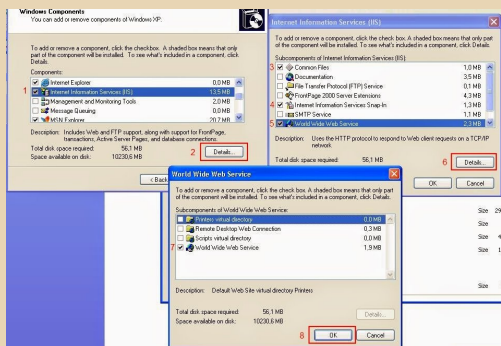 Windows Components
You can add or remove components of Windows XP.
To add or remove a component, click the checkbox. A shaded box means that only
part of the component will be installed. To see what's included in a component, click
Details.
Components:
Internet Explorer 0,0 MB
1 Internet Information Services (IIS) 13,5 MB
Management and Monitoring Tools 2,0 MB
Message Queuing 0,0 MB
MSN Explorer 20,7 MB
Description: Includes Web and FTP support, along with support for FrontPage,
transactions, Active Server Pages, and database connections.
Total disk space required: 56,1 MB
Space available on disk: 10230,6 MB
2 Details...
< Back
Internet Information Services (IIS)
To add or remove a component, click the check box. A shaded box means that only part
of the component will be installed. To see what's included in a component, click Details.
Subcomponents of Internet Information Services (IIS):
3 Common Files 1,0 MB
Documentation 3,5 MB
File Transfer Protocol (FTP) Service 0,1 MB
FrontPage 2000 Server Extensions 4,3 MB
4 Internet Information Services Snap-In 1,3 MB
SMTP Service 1,1 MB
5 World Wide Web Service 2,3 MB
Description: Uses the HTTP protocol to respond to Web client requests on a TCP/IP
network
Total disk space required: 56,1 MB
6 Details...
OK Cancel
World Wide Web Service
To add or remove a component, click the check box. A shaded box means that only part
of the component will be installed. To see what's included in a component, click Details.
Subcomponents of World Wide Web Service:
Printers virtual directory 0,0 MB
Remote Desktop Web Connection 0,3 MB
Scripts virtual directory 0,0 MB
7 World Wide Web Service 1,9 MB
Description: Default Web Site virtual directory Printers
Total disk space required: 56,1 MB
Space available on disk: 10230,6 MB
Details...
8 OK Cancel
Size 29
Size
Size 4
Size 1
Size